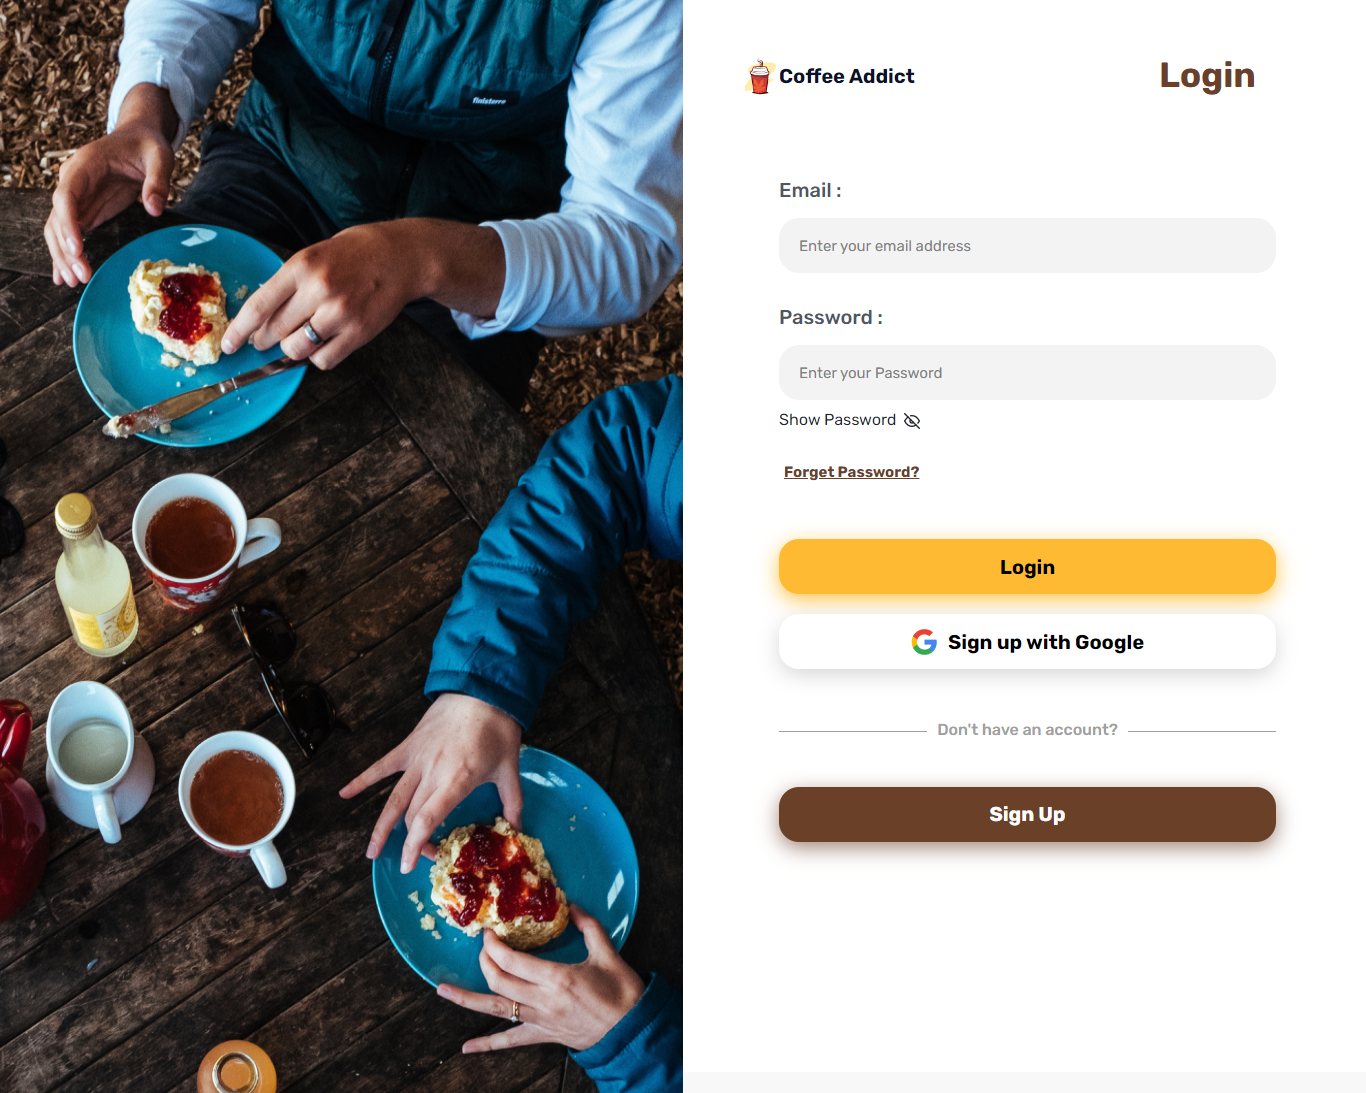 finisterre
Coffee Addict
Login
Email :
Enter your email address
Password :
Enter your Password
Show Password
Forget Password?
Login
Sign up with Google
Don't have an account?
Sign Up